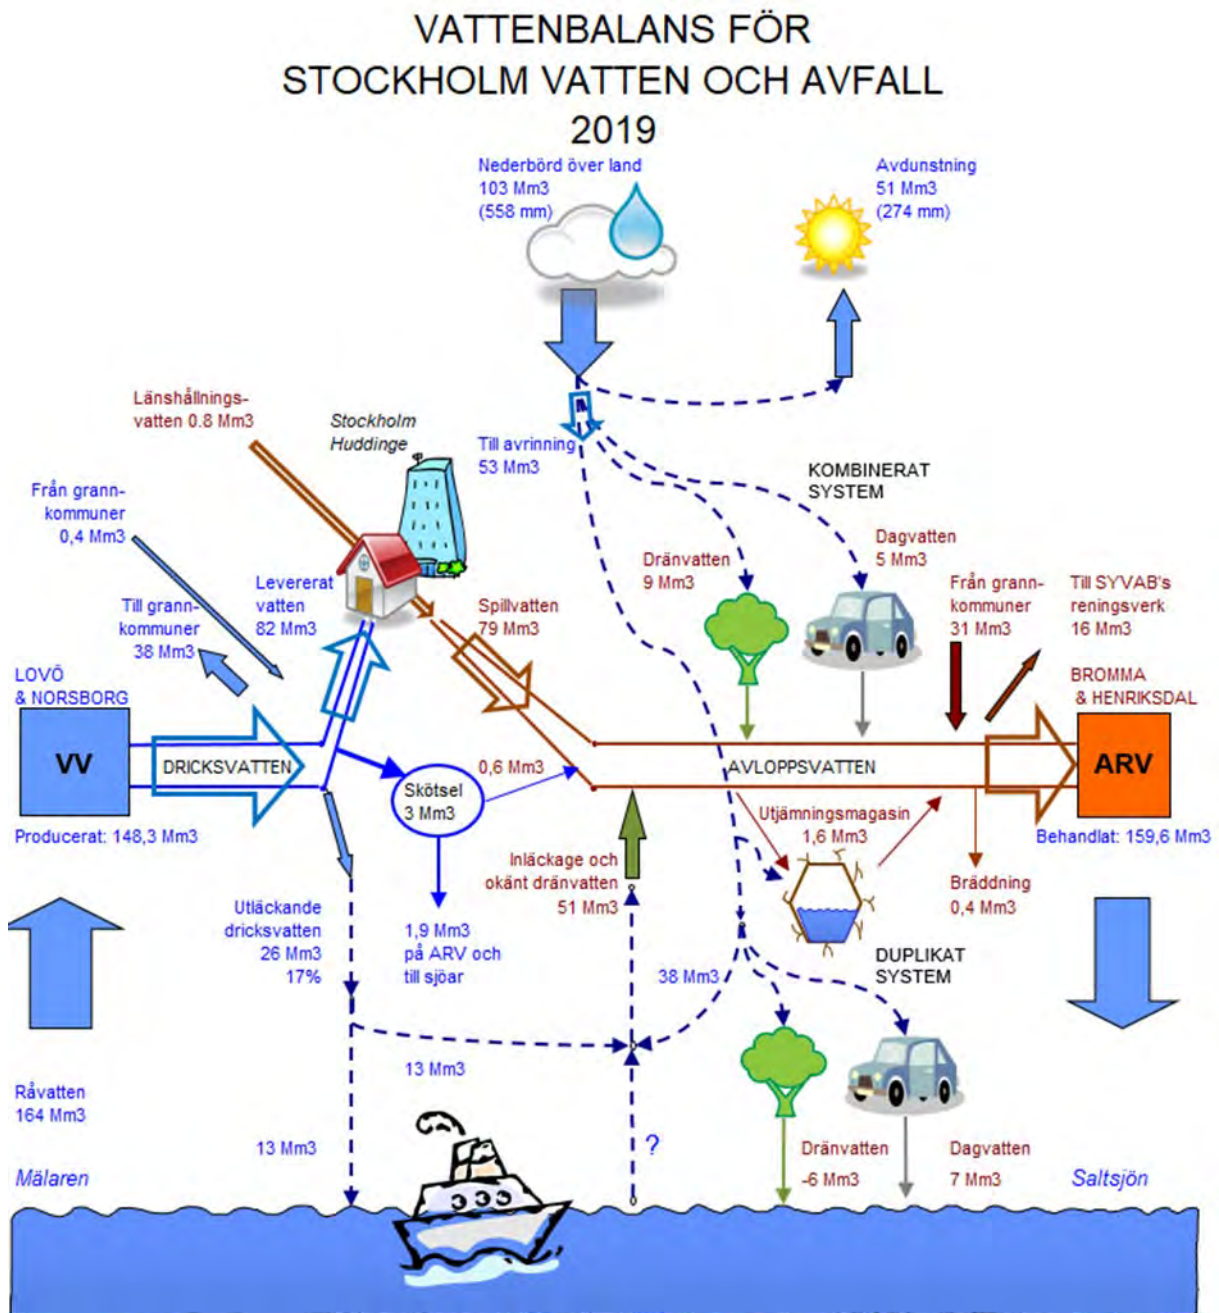 VATTENBALANS FÖR
STOCKHOLM VATTEN OCH AVFALL
2019
Nederbörd över land
103 Mm3
(558 mm)
Avdunstning
51 Mm3
(274 mm)
Länshållnings-
vatten 0.8 Mm3
Stockholm
Huddinge
Till avrinning
53 Mm3
KOMBINERAT
SYSTEM
Från grann-
kommuner
0,4 Mm3
Dränvatten
9 Mm3
Dagvatten
5 Mm3
Till grann-
kommuner
38 Mm3
Levererat
vatten
82 Mm3
Spillvatten
79 Mm3
Från grann-
kommuner
31 Mm3
Till SYVAB's
reningsverk
16 Mm3
LOVÖ
& NORSBORG
BROMMA
& HENRIKSDAL
VV
DRICKSVATTEN
AVLOPPSVATTEN
ARV
Skötsel
3 Mm3
0,6 Mm3
Utjämningsmagasin
1,6 Mm3
Producerat: 148,3 Mm3
Behandlat: 159,6 Mm3
Inläckage och
okänt dränvatten
51 Mm3
Bräddning
0,4 Mm3
Utläckande
dricksvatten
26 Mm3
17%
1,9 Mm3
på ARV och
till sjöar
38 Mm3
DUPLIKAT
SYSTEM
13 Mm3
Råvatten
164 Mm3
13 Mm3
?
Dränvatten
-6 Mm3
Dagvatten
7 Mm3
Mälaren
Saltsjön